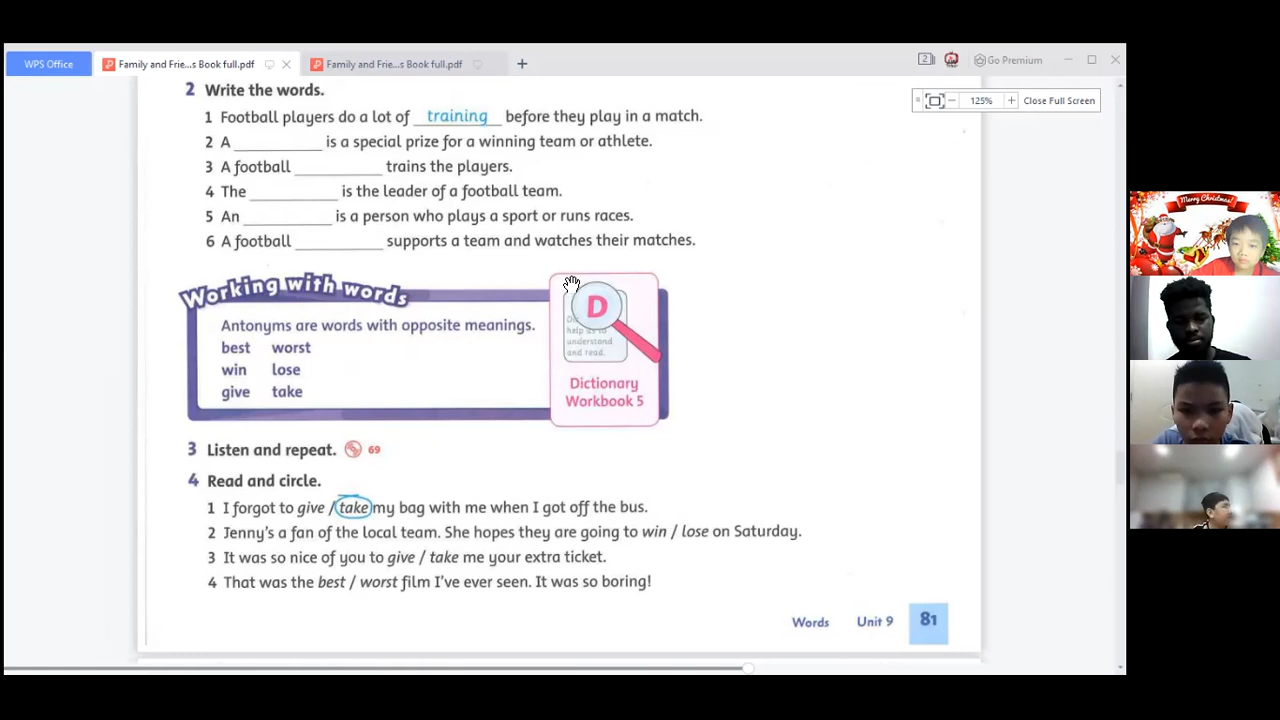 WPS Office
Family and Frie...s Book full.pdf
Family and Frie...s Book full.pdf
2
Go Premium
125%
Close Full Screen
2 Write the words.
1 Football players do a lot of training before they play in a match.
2 A __________ is a special prize for a winning team or athlete.
3 A football __________ trains the players.
4 The __________ is the leader of a football team.
5 An __________ is a person who plays a sport or runs races.
6 A football __________ supports a team and watches their matches.
Working with words
Antonyms are words with opposite meanings.
best worst
win lose
give take
D
help us to
understand
and read.
Dictionary
Workbook 5
3 Listen and repeat. 69
4 Read and circle.
1 I forgot to give / take my bag with me when I got off the bus.
2 Jenny's a fan of the local team. She hopes they are going to win / lose on Saturday.
3 It was so nice of you to give / take me your extra ticket.
4 That was the best / worst film I've ever seen. It was so boring!
Words Unit 9 81
Merry Christmas!